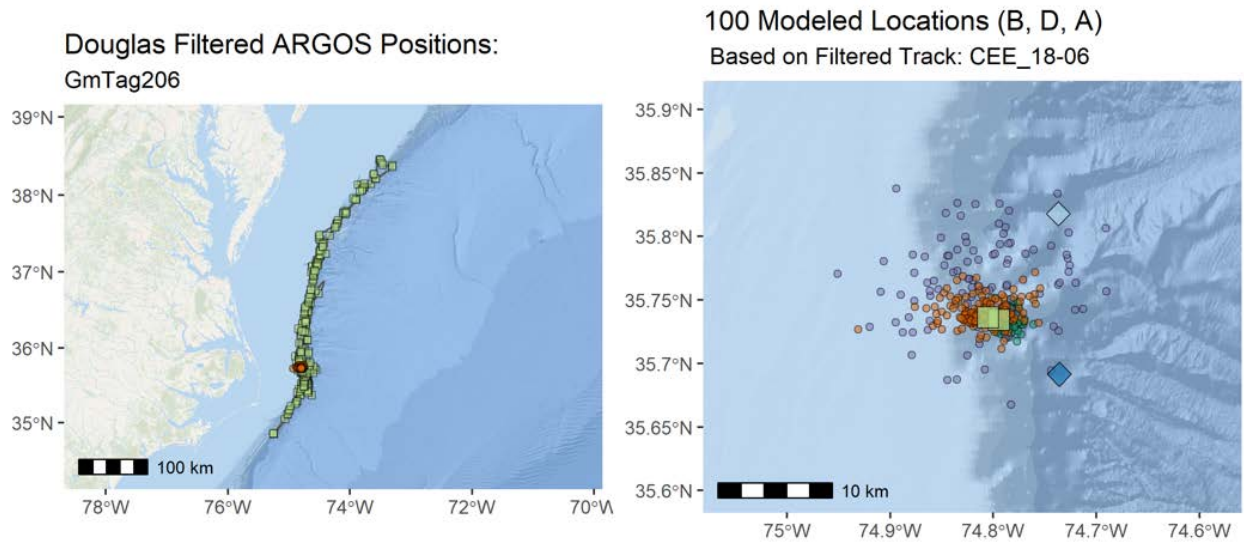 Douglas Filtered ARGOS Positions:
GmTag206
39°N
38°N
37°N
36°N
35°N
100 km
78°W
76°W
74°W
72°W
70°W
100 Modeled Locations (B, D, A)
Based on Filtered Track: CEE_18-06
35.9°N
35.85°N
35.8°N
35.75°N
35.7°N
35.65°N
35.6°N
10 km
75°W
74.9°W
74.8°W
74.7°W
74.6°W